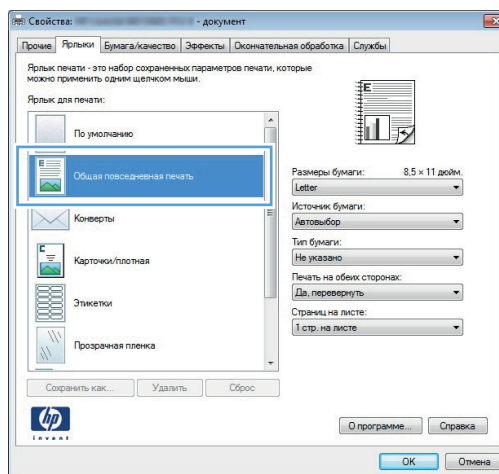 Свойства: - документ
Прочие Ярлыки Бумага/качество Эффекты Окончательная обработка Службы
Ярлык печати - это набор сохраненных параметров печати, которые
можно применить одним щелчком мыши.
Ярлык для печати:
По умолчанию
Общая повседневная печать
Конверты
Карточки/плотная
Этикетки
Прозрачная пленка
Сохранить как... Удалить Сброс
Размеры бумаги: 8,5 × 11 дюйм.
Letter
Источник бумаги:
Автовыбор
Тип бумаги:
Не указано
Печать на обеих сторонах:
Да, перевернуть
Страниц на листе:
1 стр. на листе
hp
invent
О программе... Справка
OK Отмена